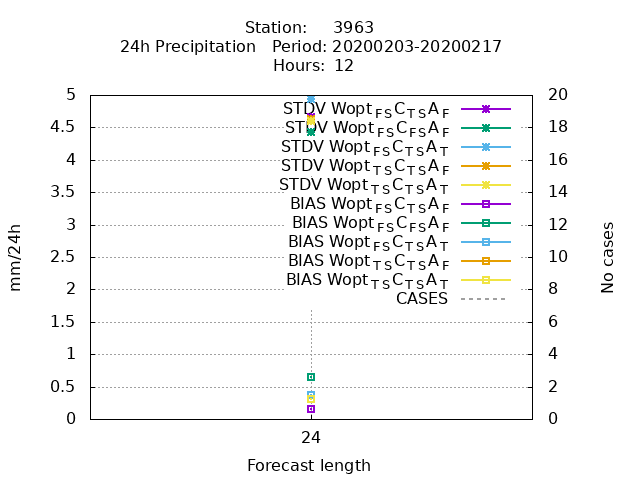 Station: 3963
24h Precipitation Period: 20200203-20200217
Hours: 12
5 20
4.5 18
4 16
3.5 14
3 12
2.5 10
2 8
1.5 6
1 4
0.5 2
0 0
STDV Wopt FS C TS A F
STDV Wopt FS C FS A F
STDV Wopt FS C TS A T
STDV Wopt TS C TS A F
STDV Wopt TS C TS A T
BIAS Wopt FS C TS A F
BIAS Wopt FS C FS A F
BIAS Wopt FS C TS A T
BIAS Wopt TS C TS A F
BIAS Wopt TS C TS A T
CASES
mm/24h
No cases
24
Forecast length